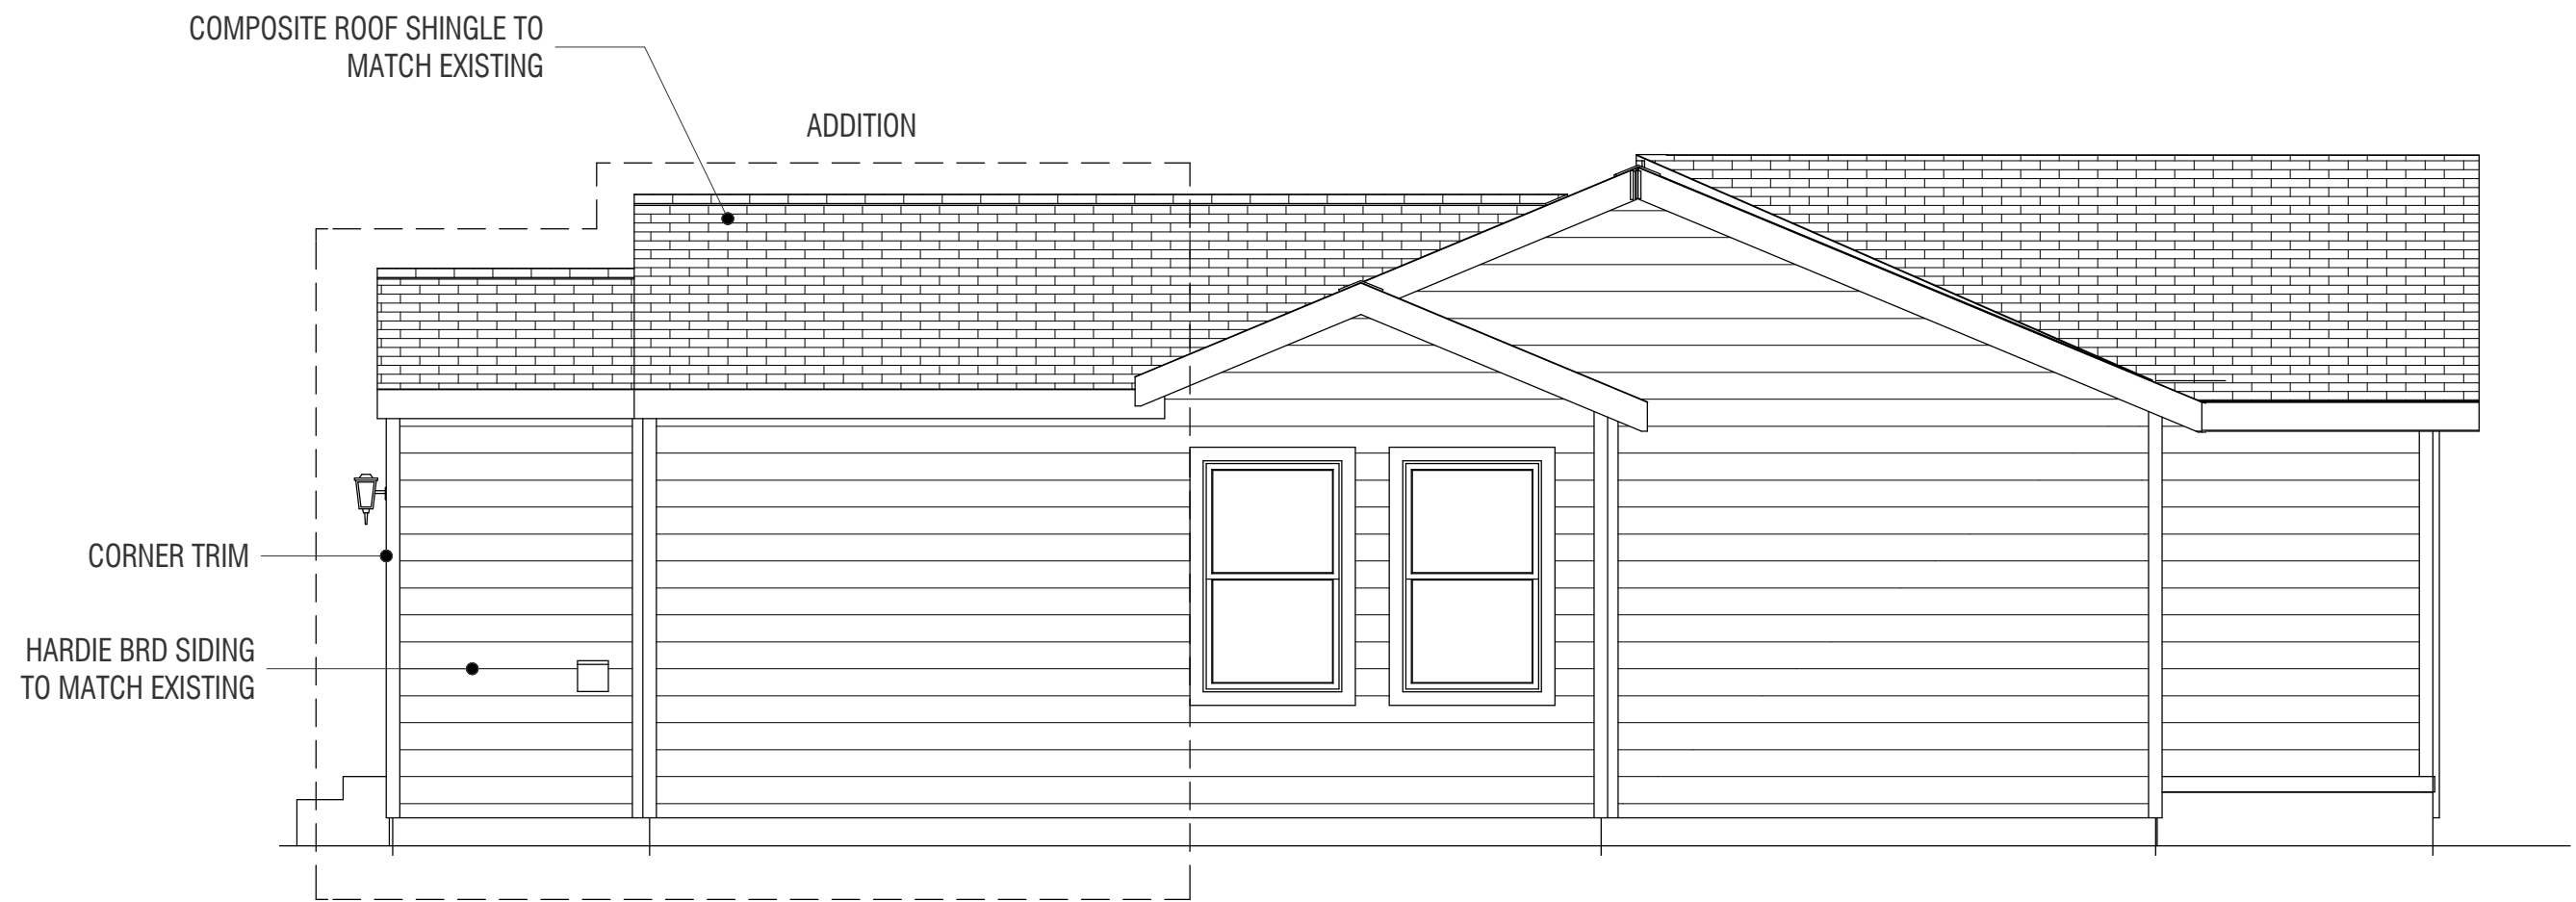 COMPOSITE ROOF SHINGLE TO
MATCH EXISTING
ADDITION
CORNER TRIM
HARDIE BRD SIDING
TO MATCH EXISTING